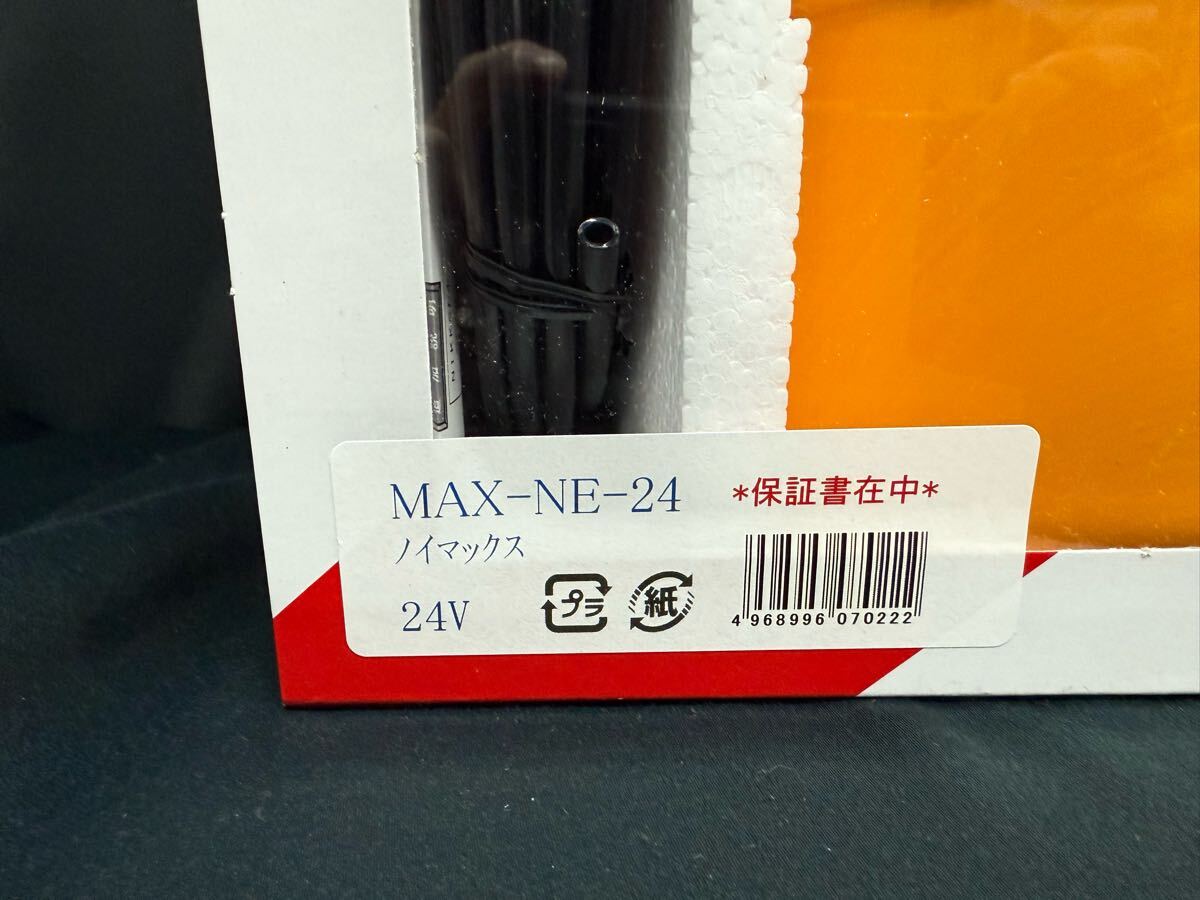 MAX-NE-24
*保証書在中*
ノイマックス
24V
プラ
紙
4 968996 070222